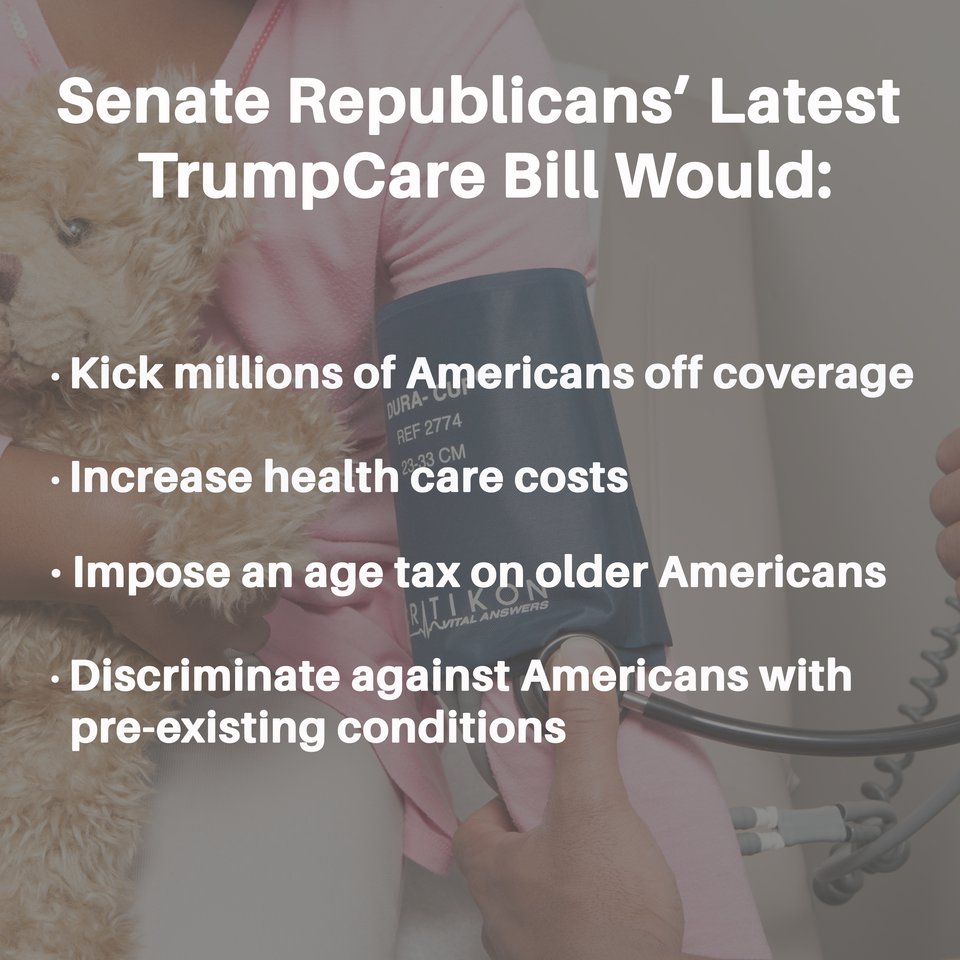 Senate Republicans’ Latest
TrumpCare Bill Would:
· Kick millions of Americans off coverage
DURA-CUF
REF 2774
23-33 CM
· Increase health care costs
· Impose an age tax on older Americans
RITIKON
VITAL ANSWERS
· Discriminate against Americans with
pre-existing conditions